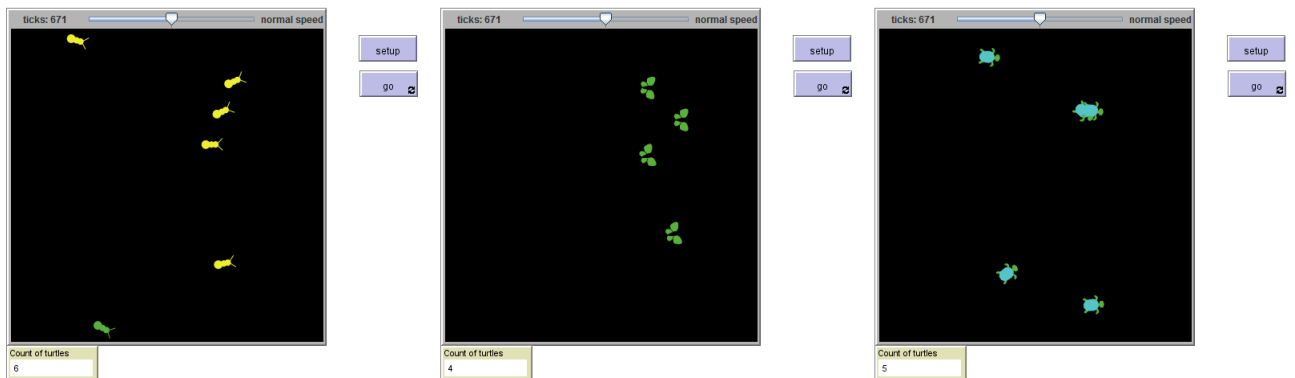 ticks: 671 normal speed
setup
go
Count of turtles
6
ticks: 671 normal speed
setup
go
Count of turtles
4
ticks: 671 normal speed
setup
go
Count of turtles
5